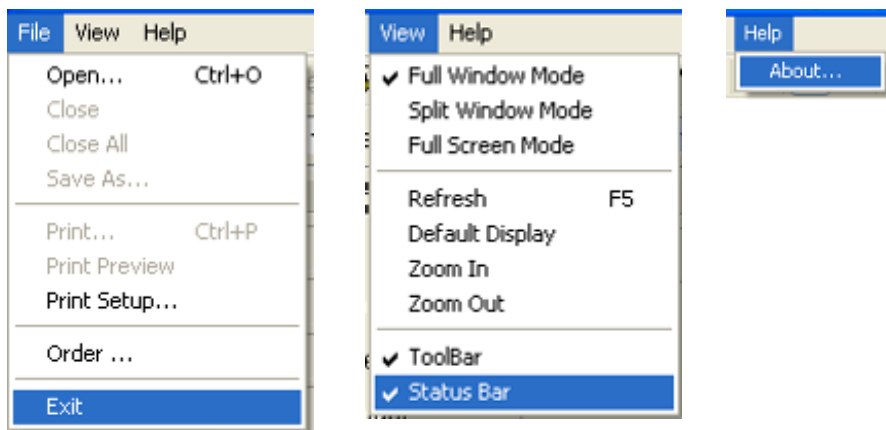 File View Help
Open... Ctrl+O
Close
Close All
Save As...
Print... Ctrl+P
Print Preview
Print Setup...
Order ...
Exit
View Help
Full Window Mode
Split Window Mode
Full Screen Mode
Refresh F5
Default Display
Zoom In
Zoom Out
ToolBar
Status Bar
Help
About...